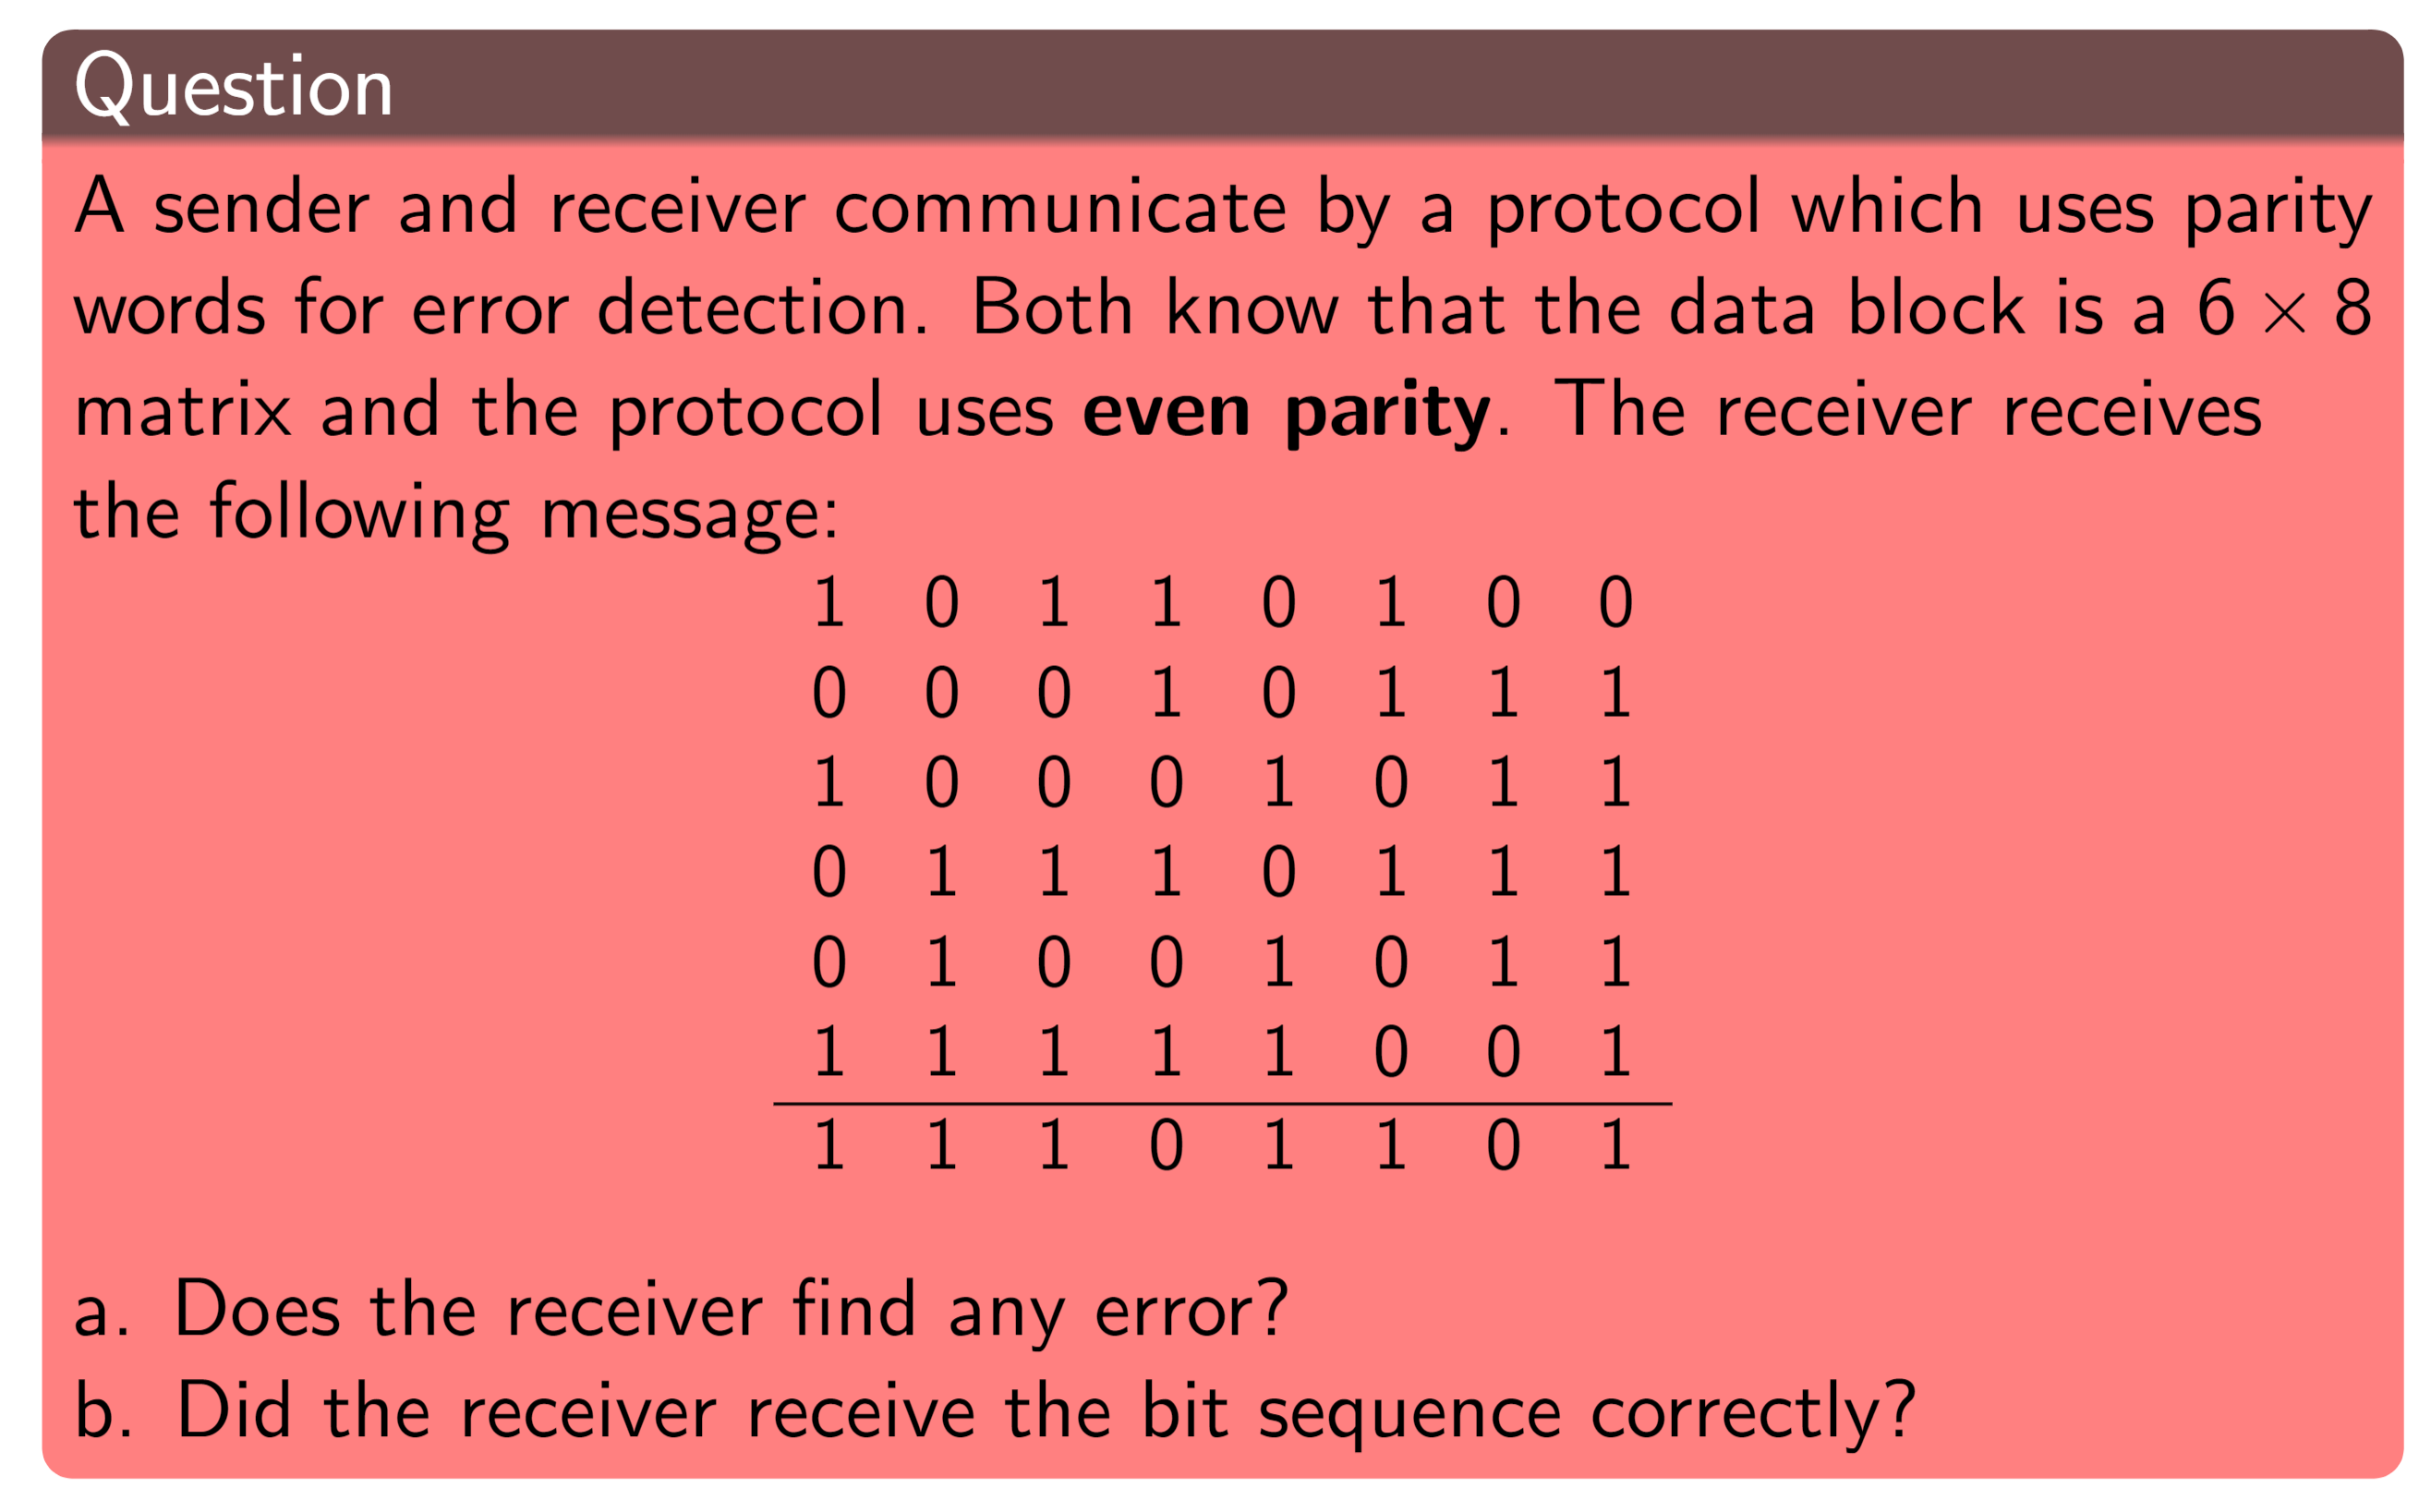 Question
A sender and receiver communicate by a protocol which uses parity
words for error detection. Both know that the data block is a 6 × 8
matrix and the protocol uses even parity. The receiver receives
the following message:
1 0 1 1 0 1 0 0
0 0 0 1 0 1 1 1
1 0 0 0 1 0 1 1
0 1 1 1 0 1 1 1
0 1 0 0 1 0 1 1
1 1 1 1 1 0 0 1
1 1 1 0 1 1 0 1
a. Does the receiver find any error?
b. Did the receiver receive the bit sequence correctly?